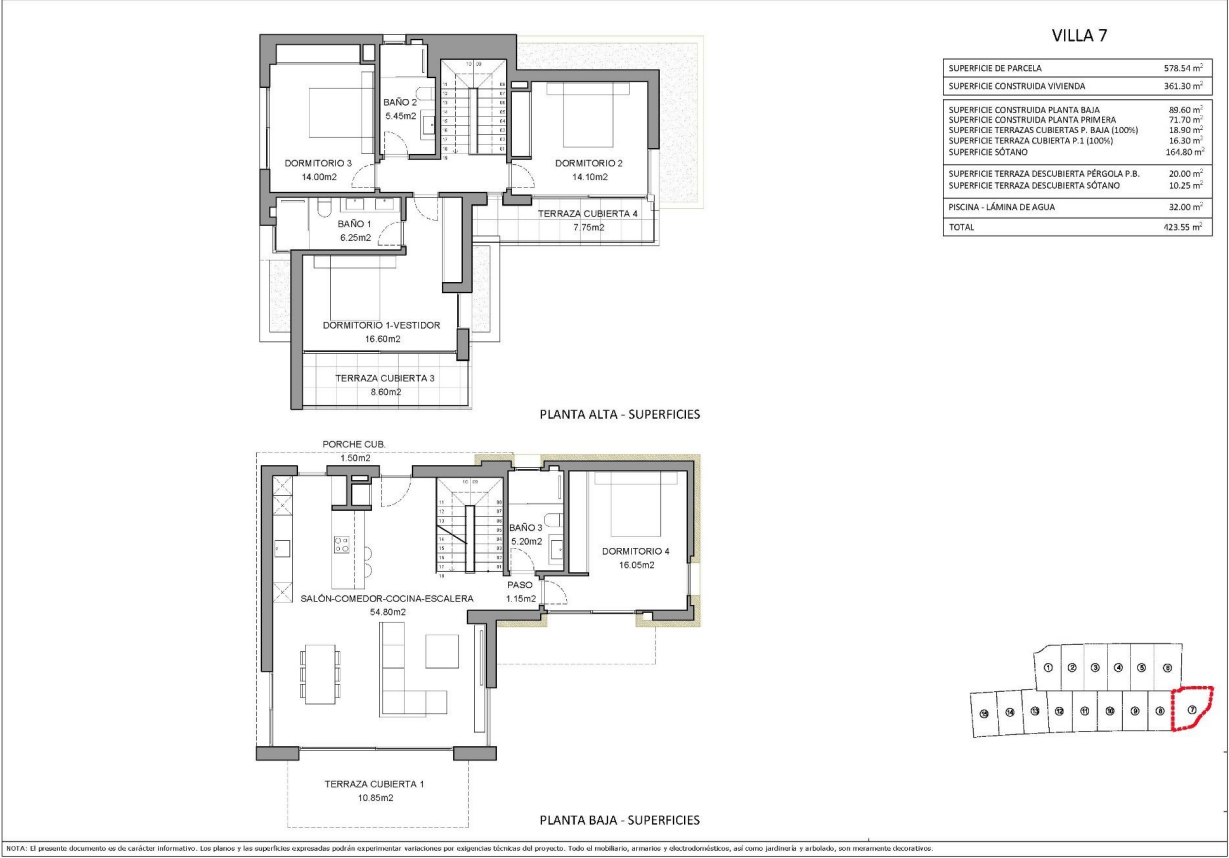 VILLA 7
SUPERFICIE DE PARCELA 578.54 m²
SUPERFICIE CONSTRUIDA VIVIENDA 361.30 m²
SUPERFICIE CONSTRUIDA PLANTA BAJA 89.60 m²
SUPERFICIE CONSTRUIDA PLANTA PRIMERA 71.70 m²
SUPERFICIE TERRAZAS CUBIERTAS P. BAJA (100%) 18.90 m²
SUPERFICIE TERRAZA CUBIERTA P.1 (100%) 16.30 m²
SUPERFICIE SÓTANO 164.80 m²
SUPERFICIE TERRAZA DESCUBIERTA PÉRGOLA P.B. 20.00 m²
SUPERFICIE TERRAZA DESCUBIERTA SÓTANO 10.25 m²
PISCINA - LÁMINA DE AGUA 32.00 m²
TOTAL 423.55 m²
BAÑO 2
5.45m2
DORMITORIO 3
14.00m2
DORMITORIO 2
14.10m2
BAÑO 1
6.25m2
TERRAZA CUBIERTA 4
7.75m2
DORMITORIO 1-VESTIDOR
16.60m2
TERRAZA CUBIERTA 3
8.60m2
PLANTA ALTA - SUPERFICIES
PORCHE CUB.
1.50m2
BAÑO 3
5.20m2
DORMITORIO 4
16.05m2
PASO
1.15m2
SALÓN-COMEDOR-COCINA-ESCALERA
54.80m2
TERRAZA CUBIERTA 1
10.85m2
PLANTA BAJA - SUPERFICIES
1 2 3 4 5 6
15 14 13 12 11 10 9 8 7
NOTA: El presente documento es de carácter informativo. Los planos y las superficies expresadas podrán experimentar variaciones por exigencias técnicas del proyecto. Todo el mobiliario, armarios y electrodomésticos, así como jardinería y arbolado, son meramente decorativos.